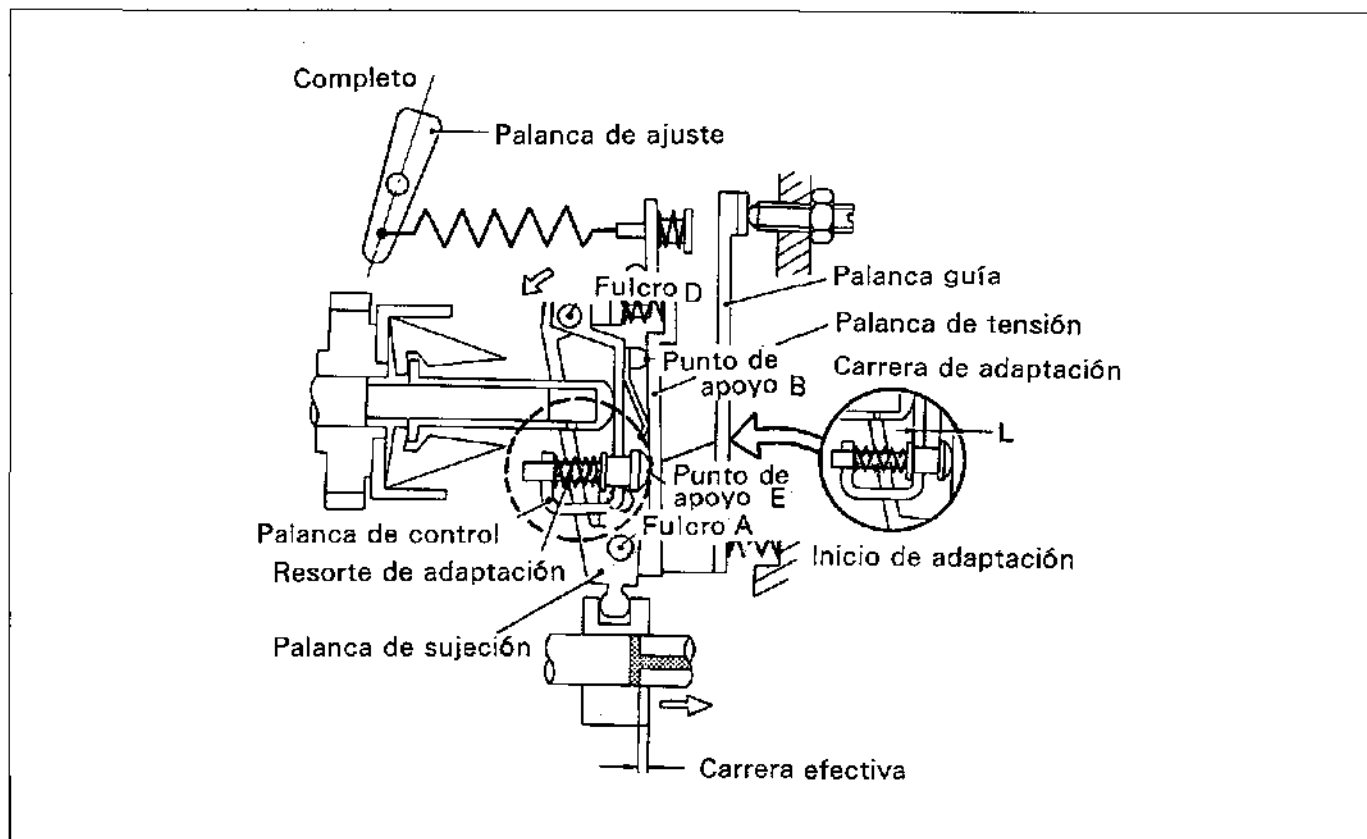 Completo
Palanca de ajuste
Fulcro D
Palanca guía
Palanca de tensión
Punto de
apoyo B
Carrera de adaptación
L
Punto de
apoyo E
Fulcro A
Palanca de control
Inicio de adaptación
Resorte de adaptación
Palanca de sujeción
Carrera efectiva